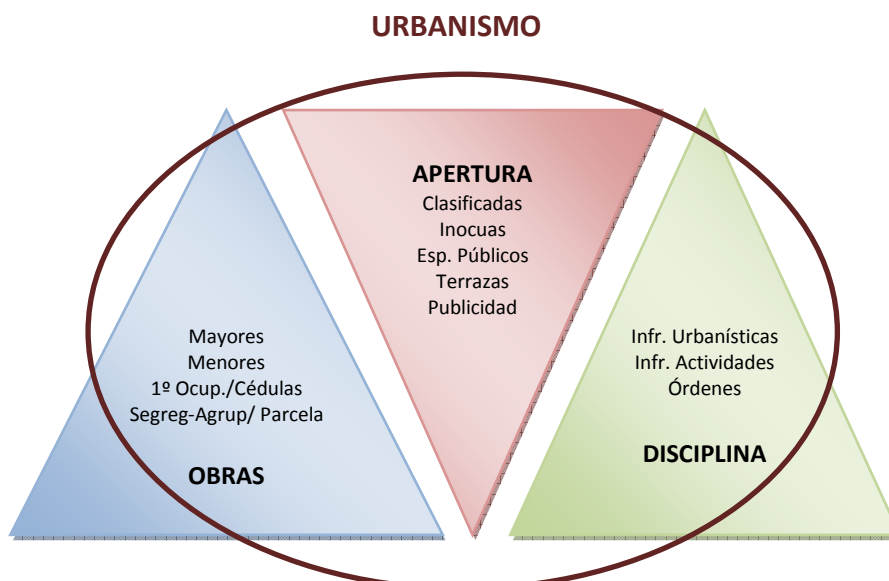 URBANISMO
APERTURA
Clasificadas
Inocuas
Esp. Públicos
Terrazas
Publicidad
Mayores
Menores
1º Ocup./Cédulas
Segreg-Agrup/ Parcela
OBRAS
Infr. Urbanísticas
Infr. Actividades
Órdenes
DISCIPLINA